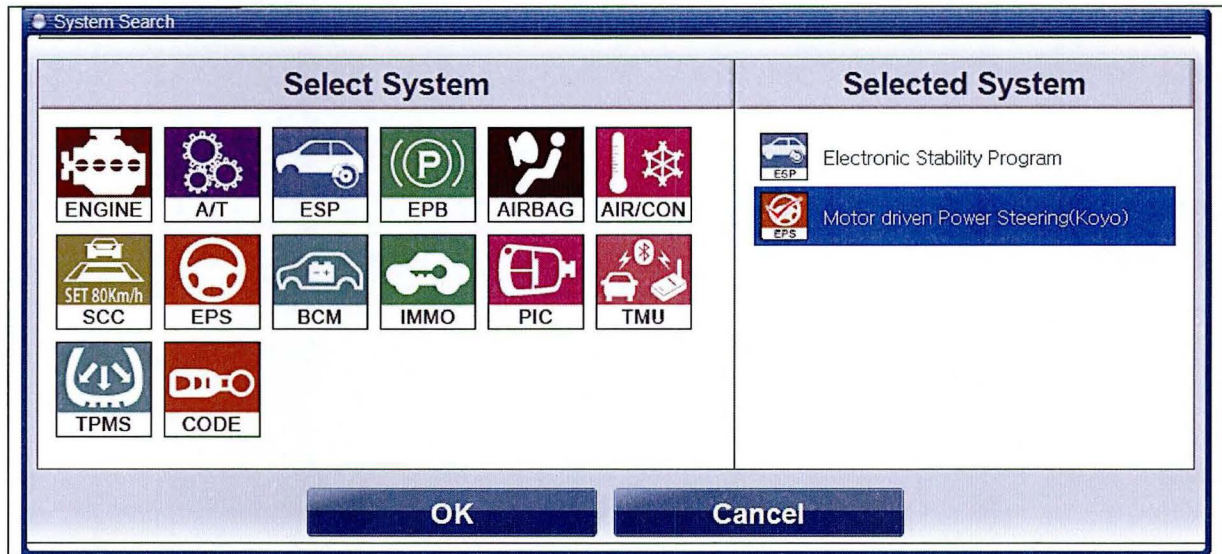 System Search
Select System
Selected System
ENGINE
A/T
ESP
EPB
AIRBAG
AIR/CON
SET 80Km/h
SCC
EPS
BCM
IMMO
PIC
TMU
TPMS
CODE
ESP
Electronic Stability Program
EPS
Motor driven Power Steering(Koyo)
OK
Cancel